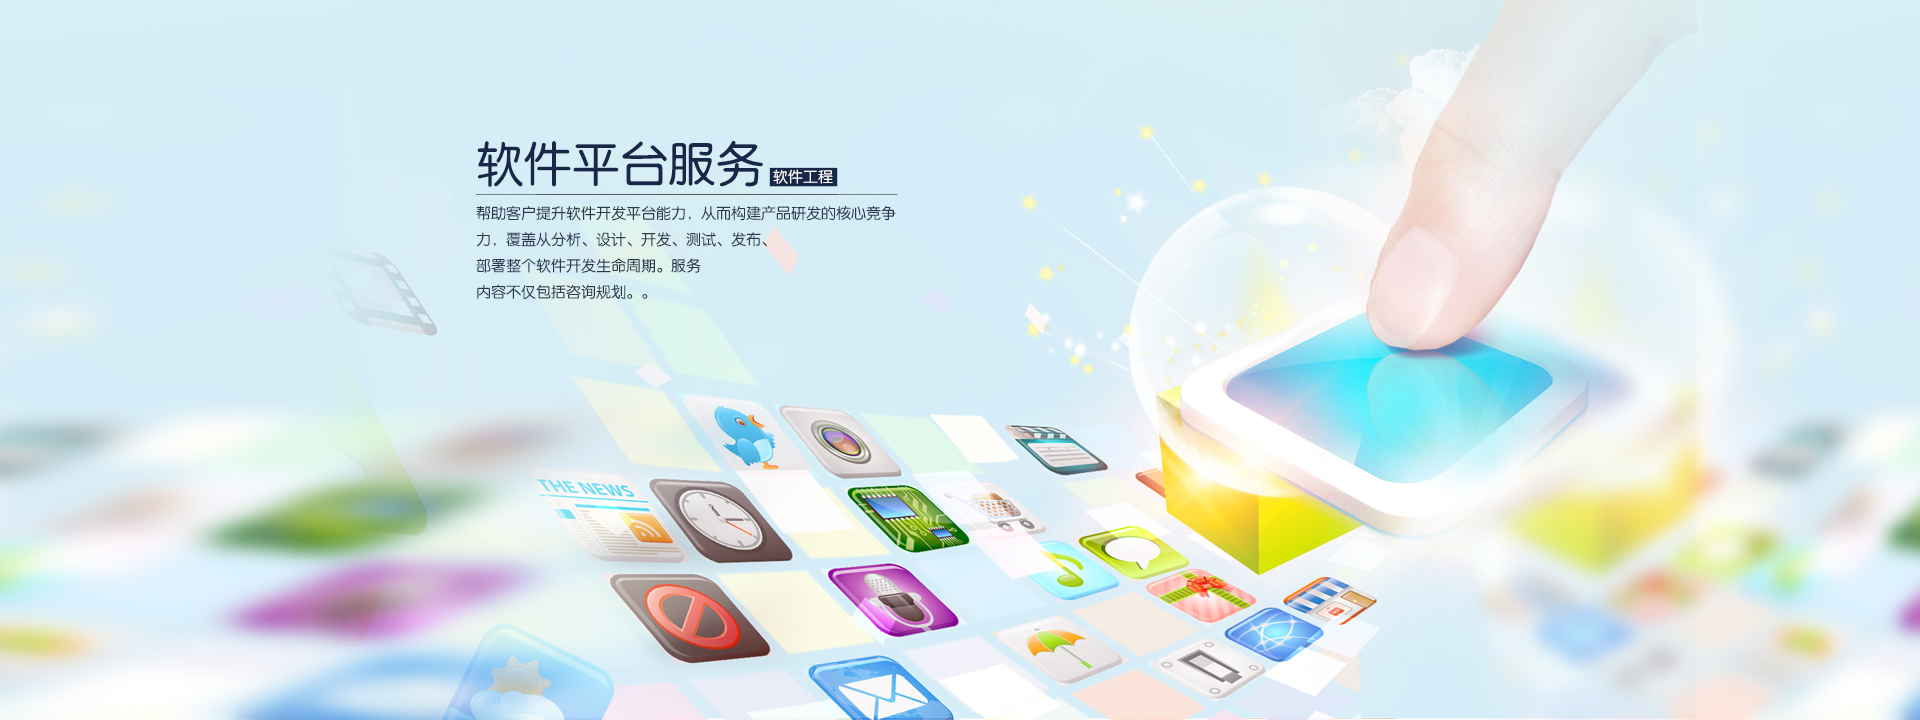 软件平台服务 软件工程
帮助客户提升软件开发平台能力，从而构建产品研发的核心竞争
力，覆盖从分析、设计、开发、测试、发布、
部署整个软件开发生命周期。服务
内容不仅包括咨询规划。。
THE NEWS